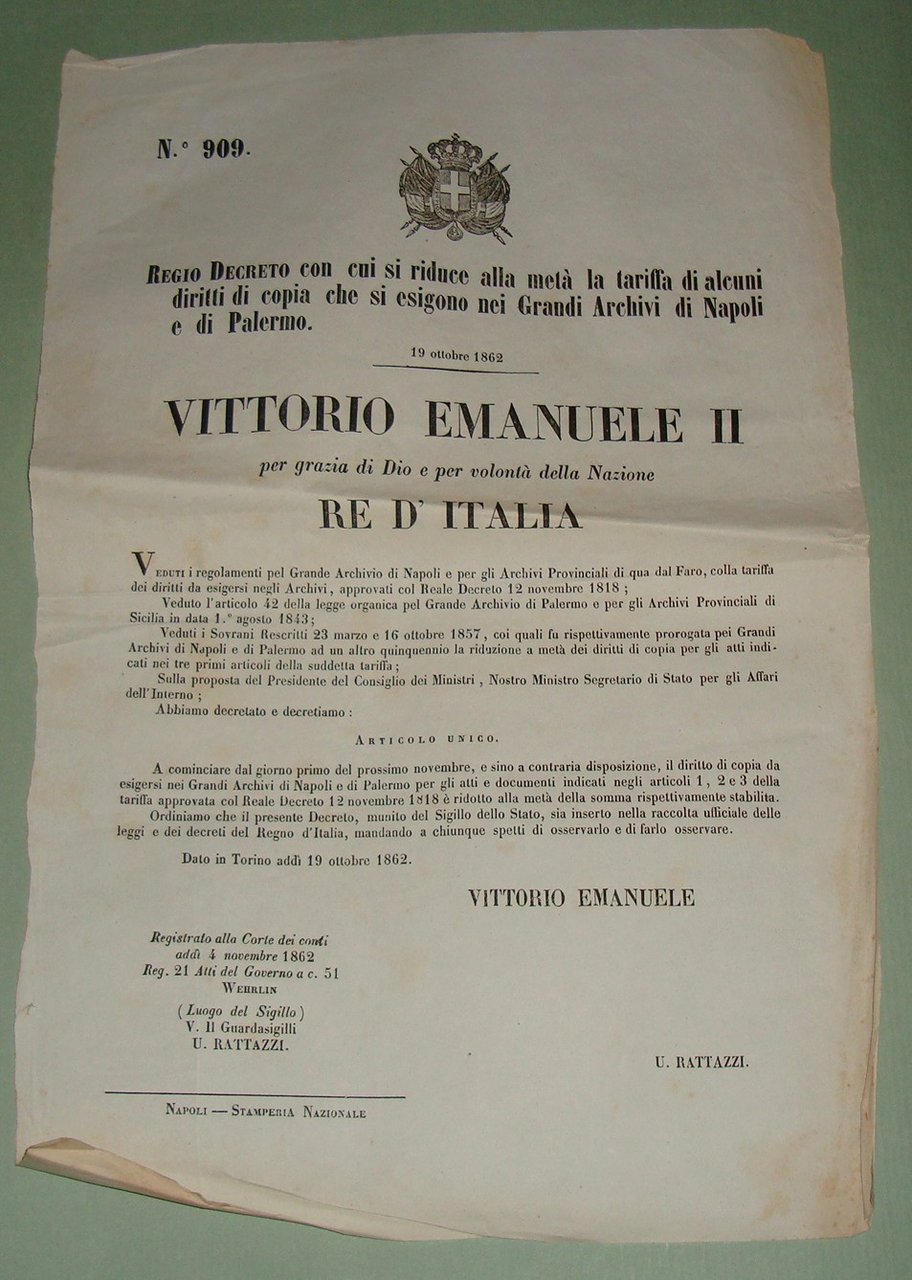 N.° 909.
REGIO DECRETO con cui si riduce alla metà la tariffa di alcuni
diritti di copia che si esigono nei Grandi Archivi di Napoli
e di Palermo.
19 ottobre 1862
VITTORIO EMANUELE II
per grazia di Dio e per volontà della Nazione
RE D' ITALIA
VEDUTI i regolamenti pel Grande Archivio di Napoli e per gli Archivi Provinciali di qua dal Faro, colla tariffa
dei diritti da esigersi negli Archivi, approvati col Reale Decreto 12 novembre 1818 ;
Veduto l'articolo 42 della legge organica pel Grande Archivio di Palermo e per gli Archivi Provinciali di
Sicilia in data 1.° agosto 1843;
Veduti i Sovrani Rescritti 23 marzo e 16 ottobre 1857, coi quali fu rispettivamente prorogata pei Grandi
Archivi di Napoli e di Palermo ad un altro quinquennio la riduzione a metà dei diritti di copia per gli atti indi-
cati nei tre primi articoli della suddetta tariffa ;
Sulla proposta del Presidente del Consiglio dei Ministri , Nostro Ministro Segretario di Stato per gli Affari
dell'Interno ;
Abbiamo decretato e decretiamo :
ARTICOLO UNICO.
A cominciare dal giorno primo del prossimo novembre, e sino a contraria disposizione, il diritto di copia da
esigersi nei Grandi Archivi di Napoli e di Palermo per gli atti e documenti indicati negli articoli 1 , 2 e 3 della
tariffa approvata col Reale Decreto 12 novembre 1818 è ridotto alla metà della somma rispettivamente stabilita.
Ordiniamo che il presente Decreto, munito del Sigillo dello Stato, sia inserto nella raccolta ufficiale delle
leggi e dei decreti del Regno d'Italia, mandando a chiunque spetti di osservarlo e di farlo osservare.
Dato in Torino addì 19 ottobre 1862.
VITTORIO EMANUELE
Registrato alla Corte dei conti
addì 4 novembre 1862
Reg. 21 Atti del Governo a c. 51
WEHRLIN
( Luogo del Sigillo )
V. Il Guardasigilli
U. RATTAZZI.
U. RATTAZZI.
NAPOLI — STAMPERIA NAZIONALE